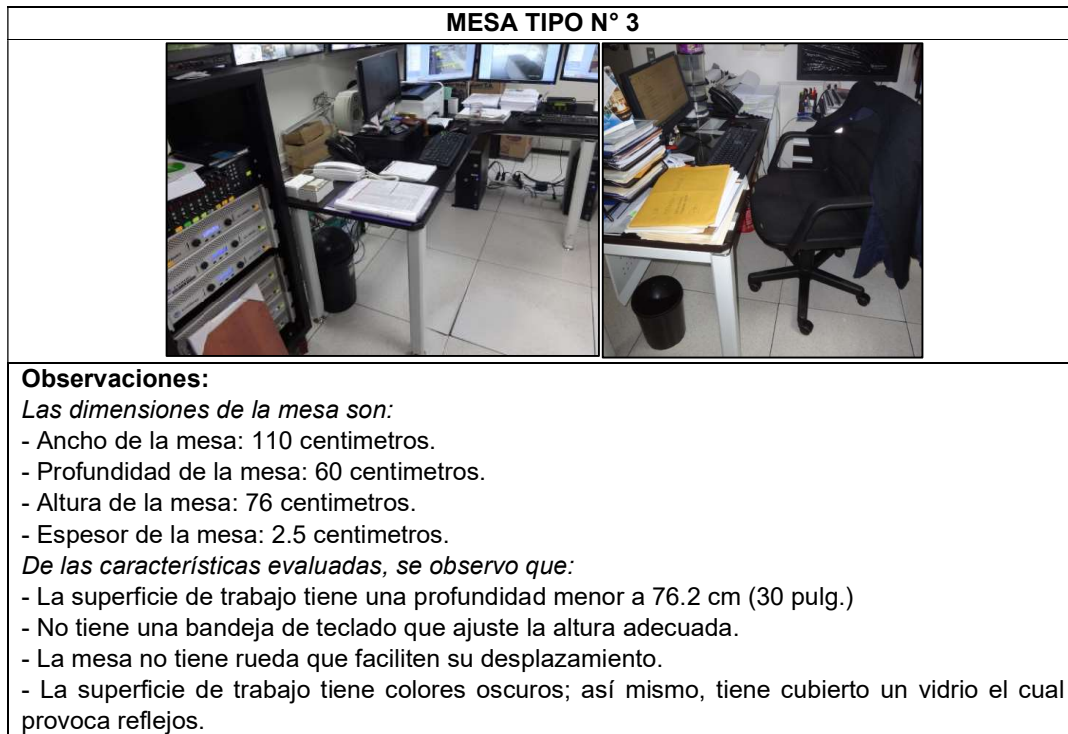 MESA TIPO N° 3
Observaciones:
Las dimensiones de la mesa son:
- Ancho de la mesa: 110 centimetros.
- Profundidad de la mesa: 60 centimetros.
- Altura de la mesa: 76 centimetros.
- Espesor de la mesa: 2.5 centimetros.
De las características evaluadas, se observo que:
- La superficie de trabajo tiene una profundidad menor a 76.2 cm (30 pulg.)
- No tiene una bandeja de teclado que ajuste la altura adecuada.
- La mesa no tiene rueda que faciliten su desplazamiento.
- La superficie de trabajo tiene colores oscuros; así mismo, tiene cubierto un vidrio el cual
provoca reflejos.